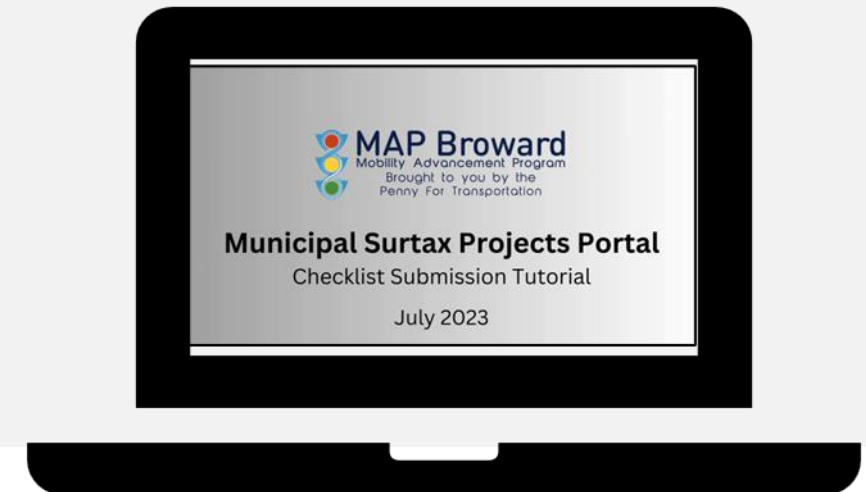 MAP Broward
Mobility Advancement Program
Brought to you by the
Penny For Transportation
Municipal Surtax Projects Portal
Checklist Submission Tutorial
July 2023